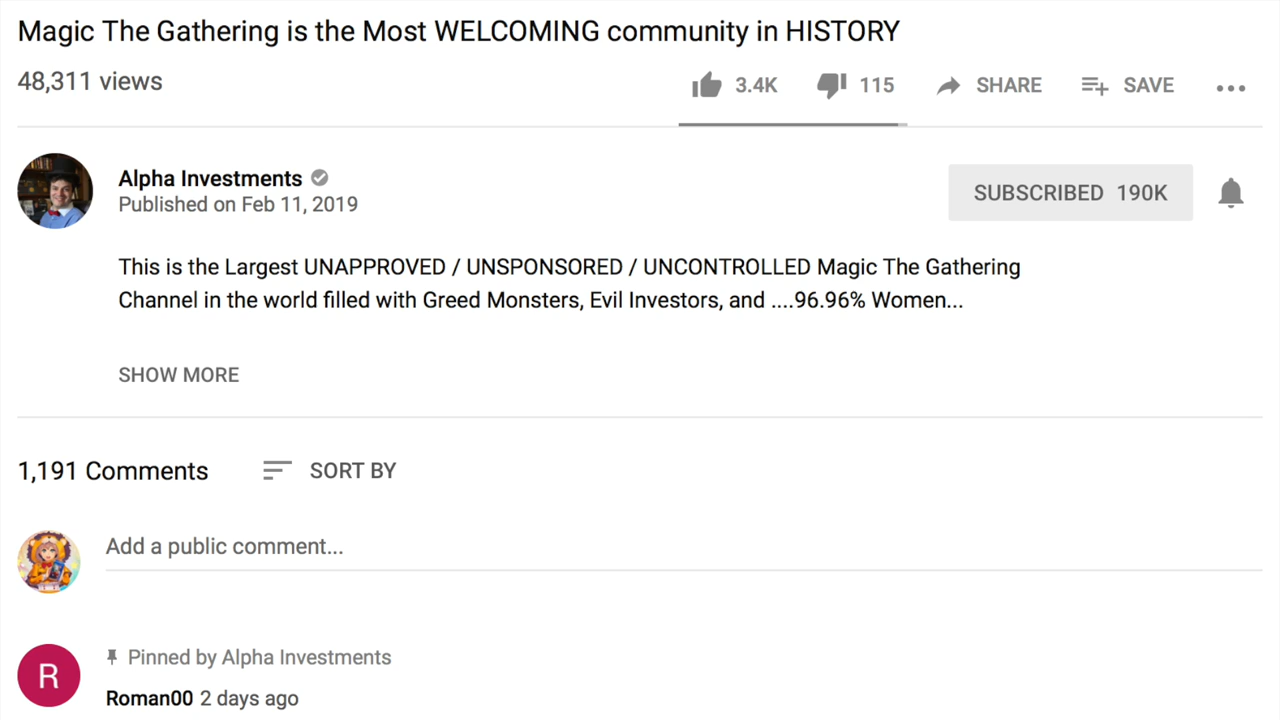 Magic The Gathering is the Most WELCOMING community in HISTORY
48,311 views
3.4K 115 SHARE SAVE
Alpha Investments
Published on Feb 11, 2019
SUBSCRIBED 190K
This is the Largest UNAPPROVED / UNSPONSORED / UNCONTROLLED Magic The Gathering
Channel in the world filled with Greed Monsters, Evil Investors, and ....96.96% Women...
SHOW MORE
1,191 Comments SORT BY
Add a public comment...
R
Pinned by Alpha Investments
Roman00 2 days ago